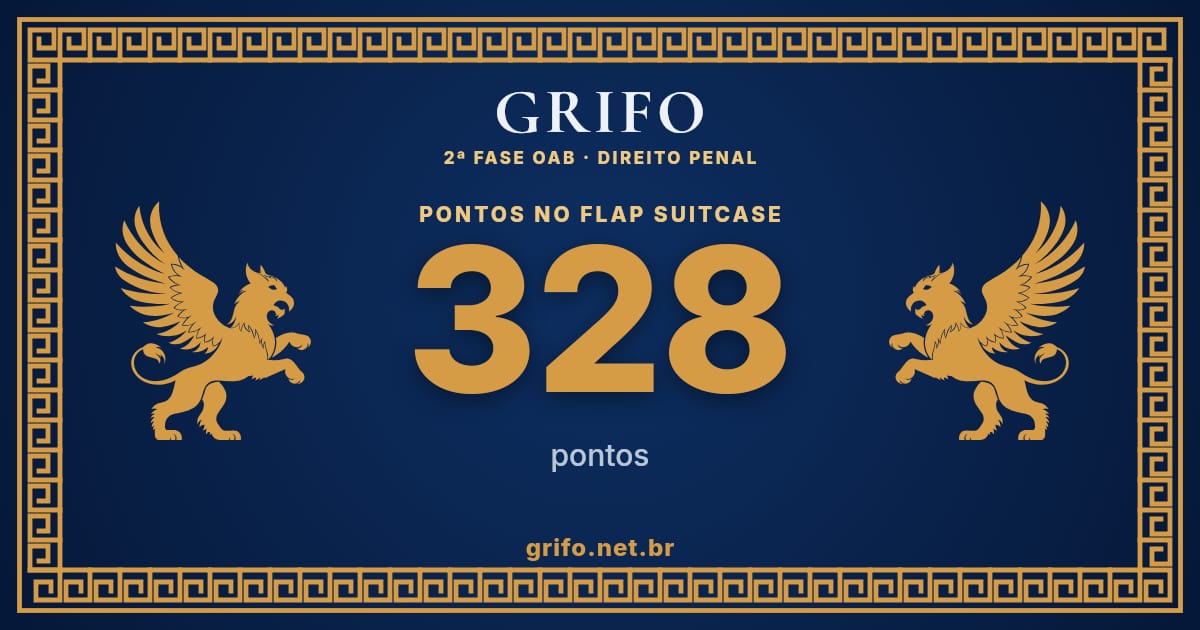 GRIFO
2ª FASE OAB · DIREITO PENAL
PONTOS NO FLAP SUITCASE
328
pontos
grifo.net.br